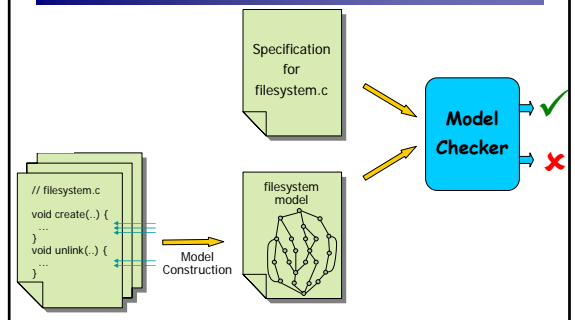 Specification
for
filesystem.c
Model
Checker
// filesystem.c
void create(..) {
...
}
void unlink(..) {
...
}
Model
Construction
filesystem
model